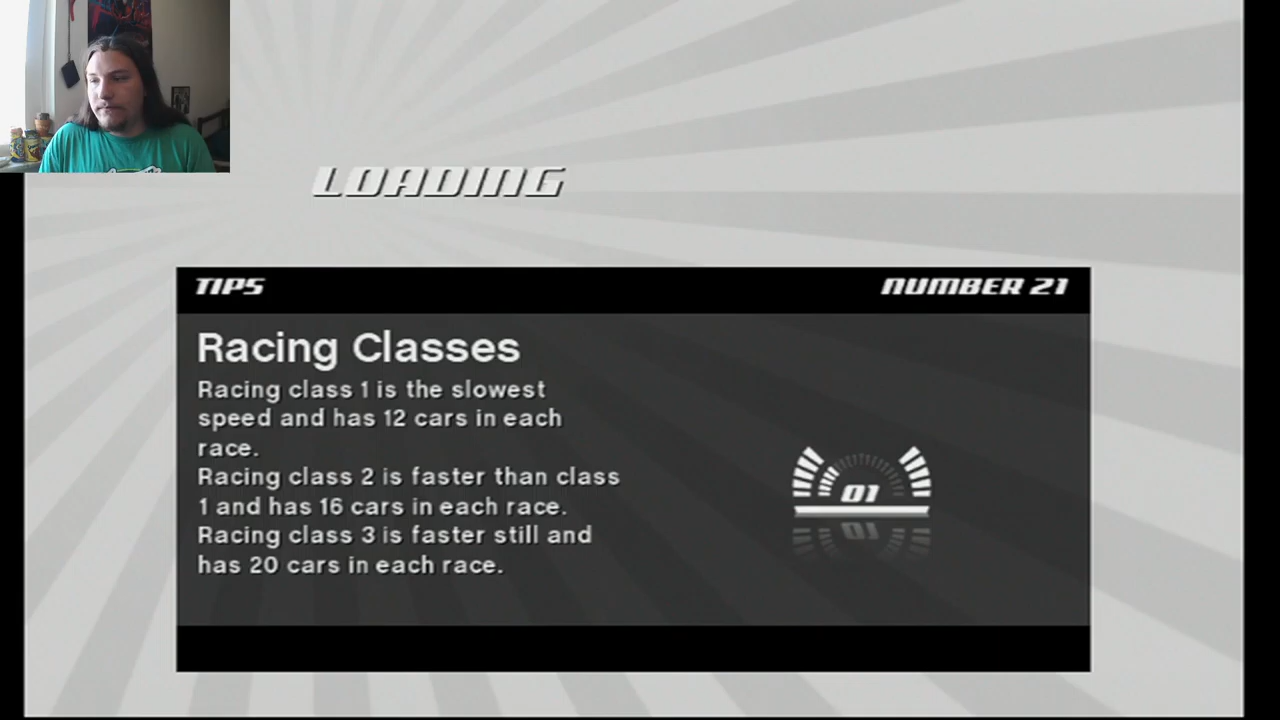 LOADING
TIPS
NUMBER 21
Racing Classes
Racing class 1 is the slowest
speed and has 12 cars in each
race.
Racing class 2 is faster than class
1 and has 16 cars in each race.
Racing class 3 is faster still and
has 20 cars in each race.
01